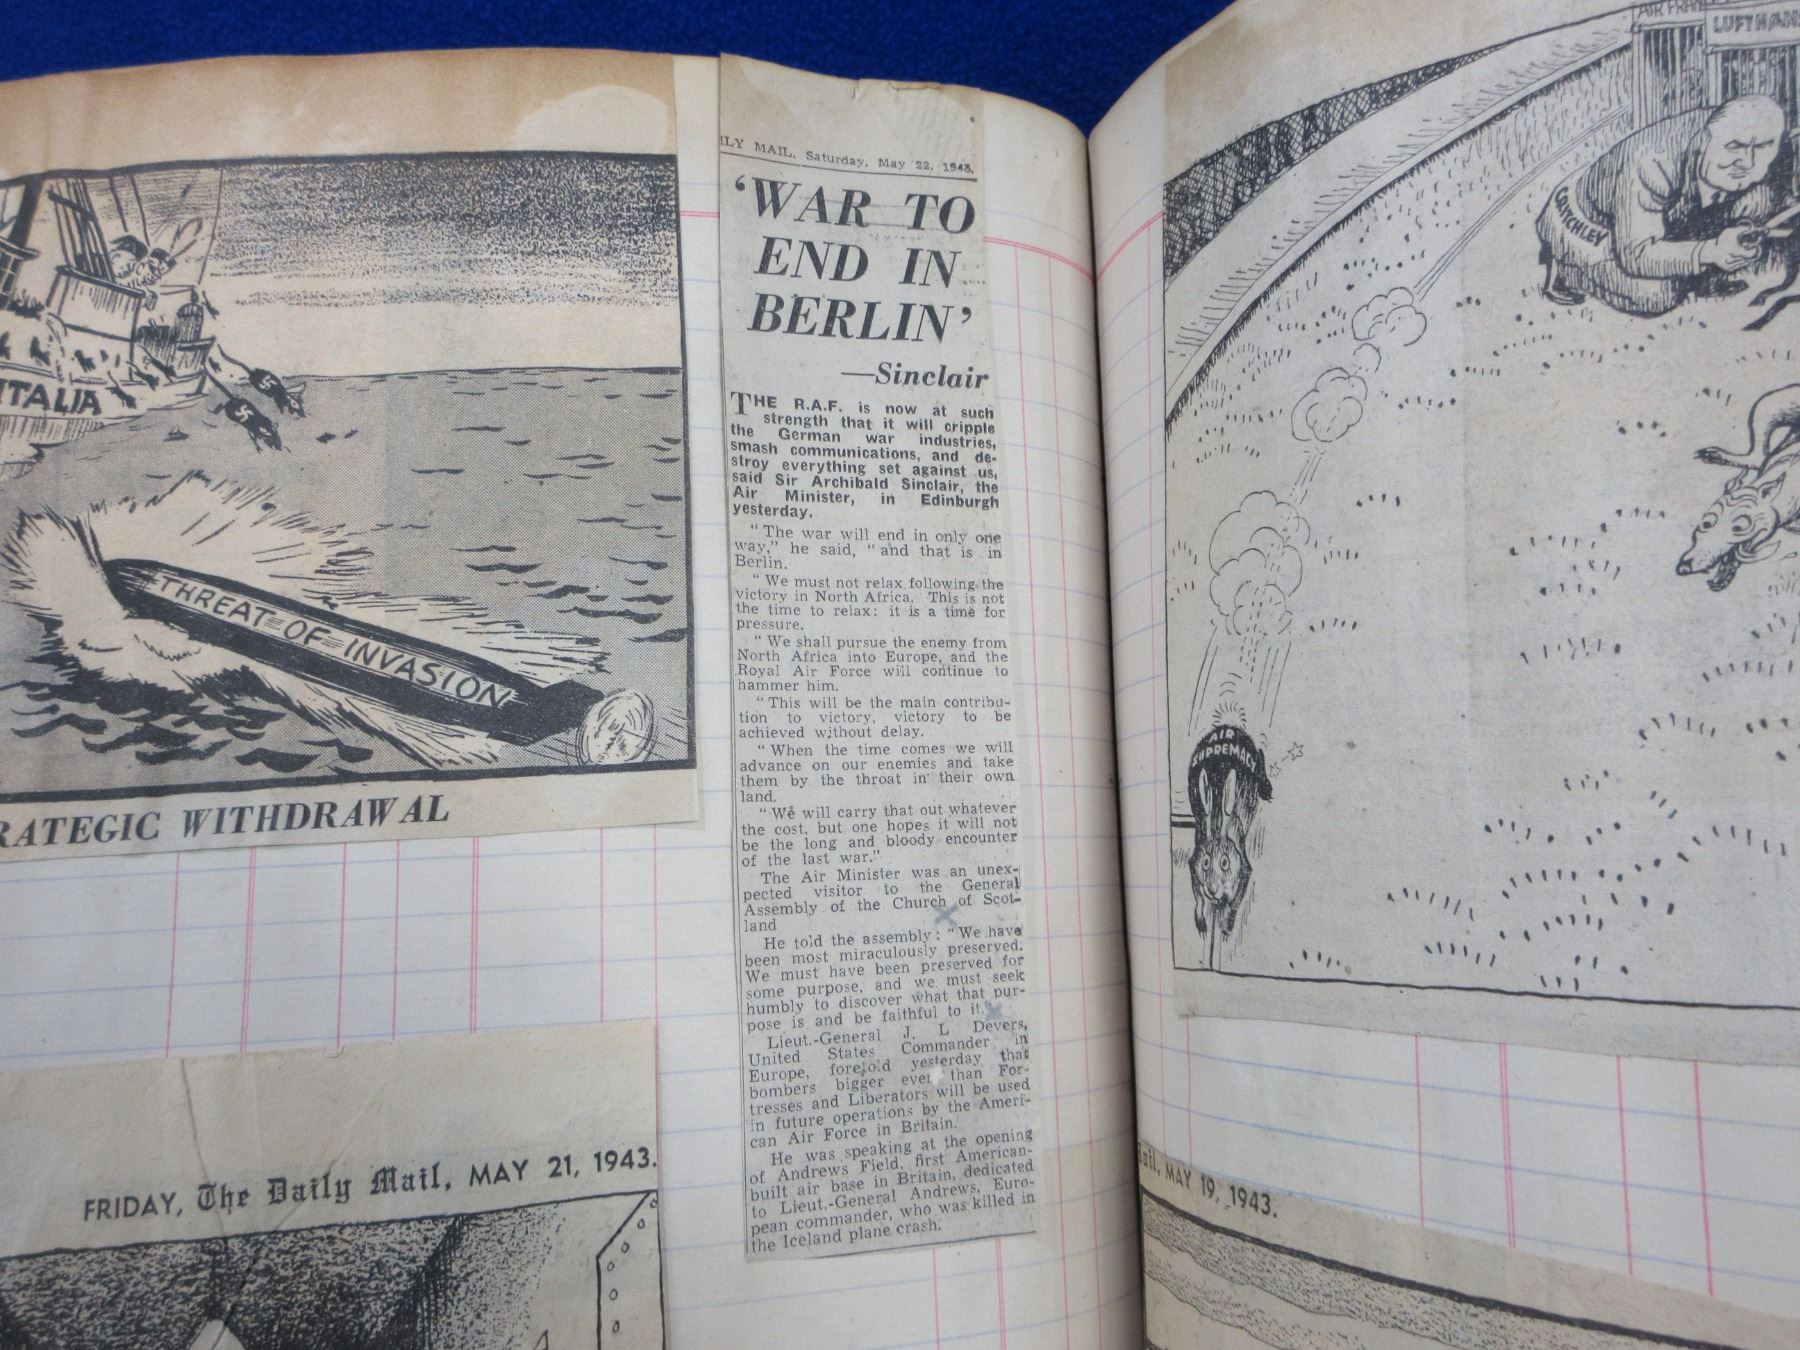 ITALIA
THREAT-OF-INVASION
RATEGIC WITHDRAWAL
FRIDAY, The Daily Mail, MAY 21, 1943.
ILY MAIL, Saturday, May 22, 1943.
‘WAR TO
END IN
BERLIN’
—Sinclair
THE R.A.F. is now at such
strength that it will cripple
the German war industries,
smash communications, and de-
stroy everything set against us,
said Sir Archibald Sinclair, the
Air Minister, in Edinburgh
yesterday.
“The war will end in only one
way,” he said, “and that is in
Berlin.
“We must not relax following the
victory in North Africa. This is not
the time to relax: it is a time for
pressure.
“We shall pursue the enemy from
North Africa into Europe, and the
Royal Air Force will continue to
hammer him.
“This will be the main contribu-
tion to victory, victory to be
achieved without delay.
“When the time comes we will
advance on our enemies and take
them by the throat in their own
land.
“We will carry that out whatever
the cost, but one hopes it will not
be the long and bloody encounter
of the last war.”
The Air Minister was an unex-
pected visitor to the General
Assembly of the Church of Scot-
land
He told the assembly: “We have
been most miraculously preserved.
We must have been preserved for
some purpose, and we must seek
humbly to discover what that pur-
pose is and be faithful to it.
Lieut.-General J. L Devers,
United States Commander in
Europe, foretold yesterday that
bombers bigger even than For-
tresses and Liberators will be used
in future operations by the Ameri-
can Air Force in Britain.
He was speaking at the opening
of Andrews Field, first American-
built air base in Britain, dedicated
to Lieut.-General Andrews, Euro-
pean commander, who was killed in
the Iceland plane crash.
AIR FRAN
LUFTHAN
CRITCHLEY
AIR
SUPREMACY
Mail, MAY 19, 1943.